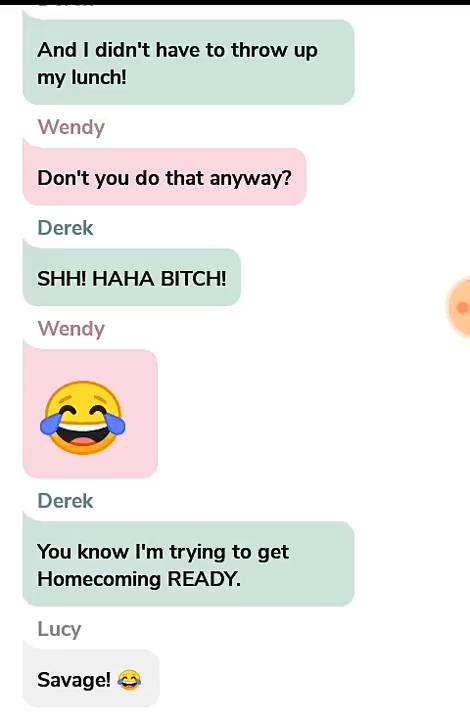 And I didn't have to throw up
my lunch!
Wendy
Don't you do that anyway?
Derek
SHH! HAHA BITCH!
Wendy
😂
Derek
You know I'm trying to get
Homecoming READY.
Lucy
Savage! 😂